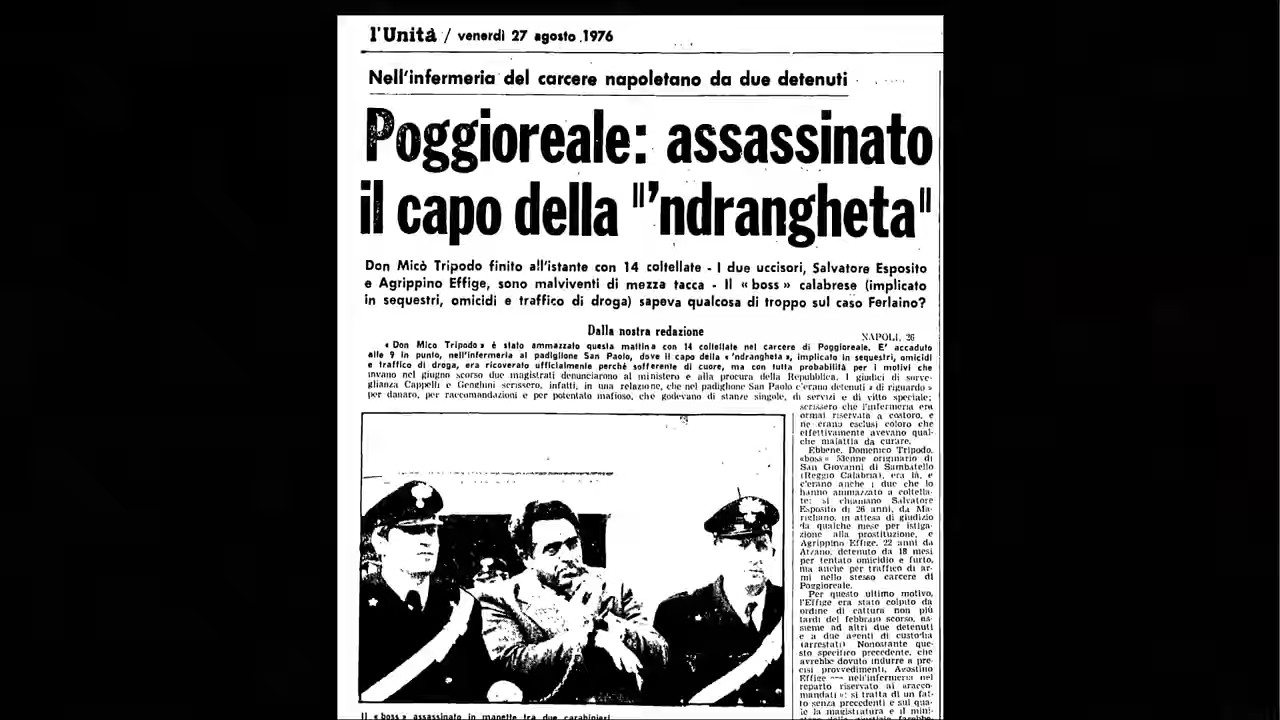 l'Unità / venerdì 27 agosto 1976
Nell'infermeria del carcere napoletano da due detenuti
Poggioreale: assassinato
il capo della "'ndrangheta"
Don Micò Tripodo finito all'istante con 14 coltellate - I due uccisori, Salvatore Esposito
e Agrippino Effige, sono malviventi di mezza tacca - Il « boss » calabrese (implicato
in sequestri, omicidi e traffico di droga) sapeva qualcosa di troppo sul caso Ferlaino?
Dalla nostra redazione
NAPOLI, 26
« Don Mico Tripodo » è stato ammazzato questa mattina con 14 coltellate nel carcere di Poggioreale. E' accaduto
alle 9 in punto, nell'infermeria al padiglione San Paolo, dove il capo della « 'ndrangheta », implicato in sequestri, omicidi
e traffico di droga, era ricoverato ufficialmente perchè sofferente di cuore, ma con tutta probabilità per i motivi che
invano nel giugno scorso due magistrati denunciarono al ministero e alla procura della Repubblica. I giudici di sorve-
glianza Cappelli e Genghini scrissero, infatti, in una relazione, che nel padiglione San Paolo c'erano detenuti « di riguardo »
per danaro, per raccomandazioni e per potentato mafioso, che godevano di stanze singole, di servizi e di vitto speciale;
scrissero che l'infermeria era
ormai riservata a costoro, e
ne erano esclusi coloro che
effettivamente avevano qual-
che malattia da curare.
Ebbene, Domenico Tripodo,
«boss» 53enne originario di
San Giovanni di Sambatello
(Reggio Calabria), era là, e
c'erano anche i due che lo
hanno ammazzato a coltella-
te: si chiamano Salvatore
Esposito di 26 anni, da Ma-
rigliano, in attesa di giudizio
da qualche mese per istiga-
zione alla prostituzione, e
Agrippino Effige, 22 anni da
Arzano, detenuto da 18 mesi
per tentato omicidio e furto,
ma anche per traffico di ar-
mi nello stesso carcere di
Poggioreale.
Per questo ultimo motivo,
l'Effige era stato colpito da
ordine di cattura non più
tardi del febbraio scorso, in-
sieme ad altri due detenuti
e a due agenti di custodia
(arrestati) Nonostante que-
sto specifico precedente, che
avrebbe dovuto indurre a pre-
cisi provvedimenti, Agostino
Effige nell'infermeria nel
reparto riservato ai «racco-
mandati »: si tratta di un fat-
to senza precedenti e sul qua-
le la magistratura e il mini-
Il « boss » assassinato in manette tra due carabinieri